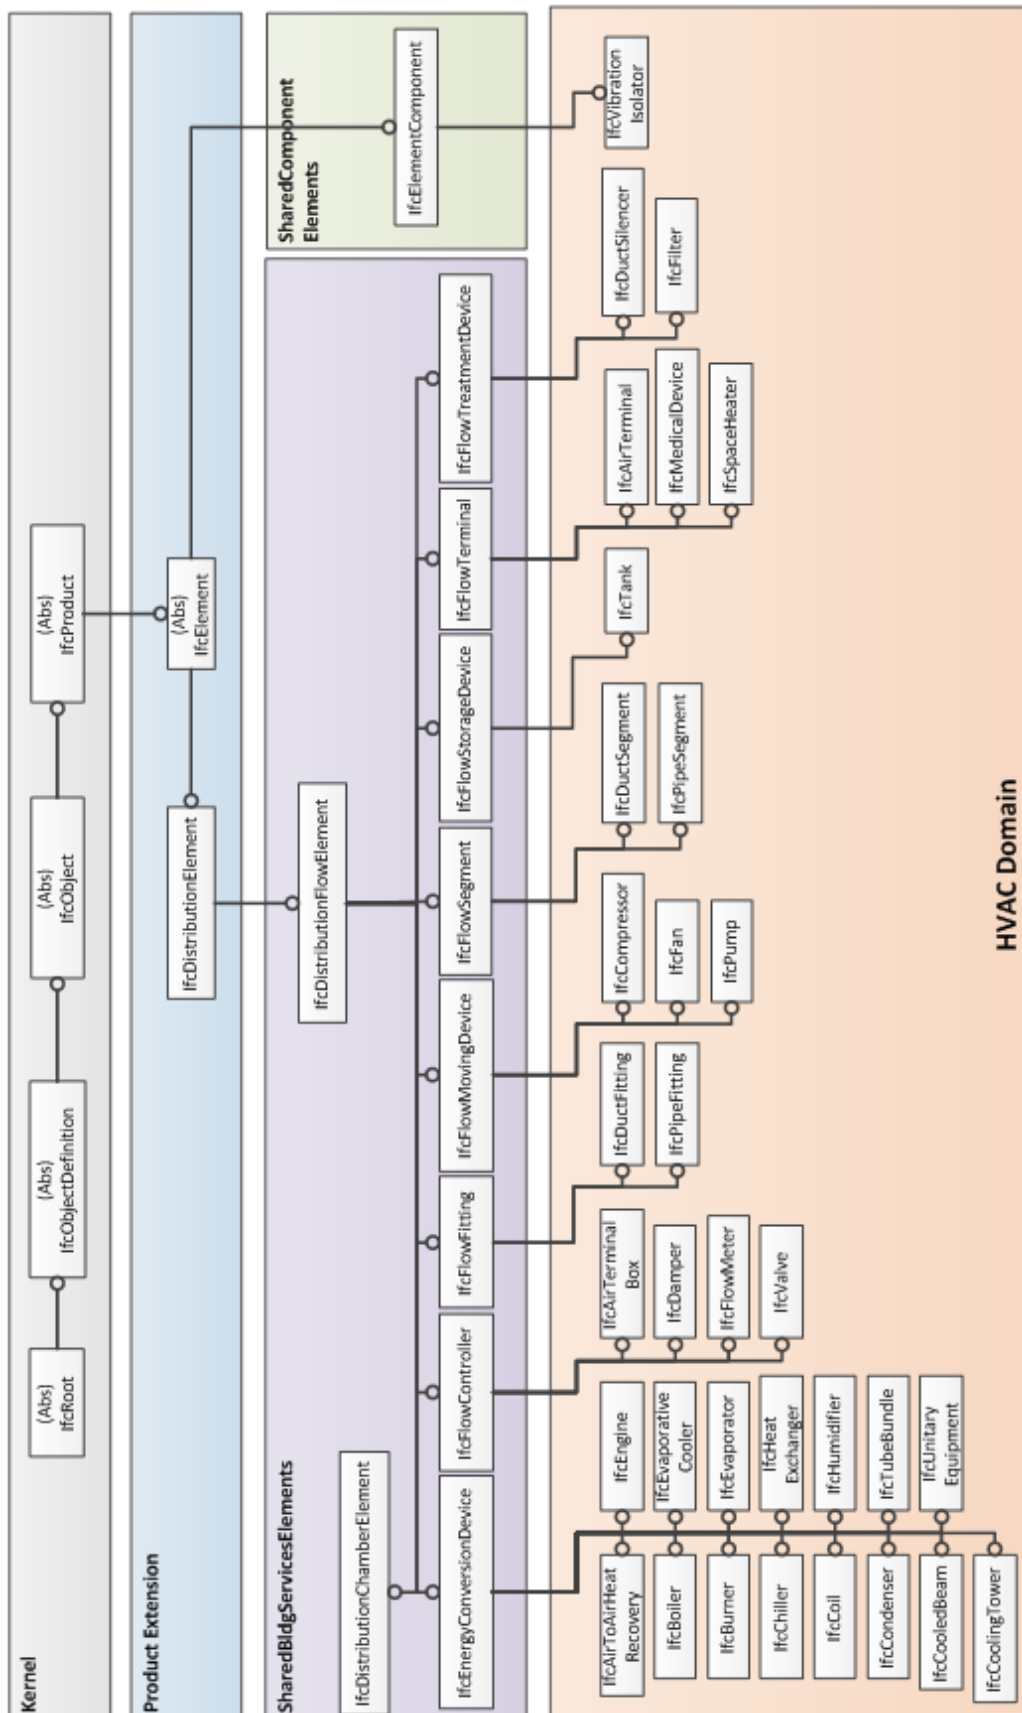 Kernel
(Abs)
IfcRoot
(Abs)
IfcObjectDefinition
(Abs)
IfcObject
(Abs)
IfcProduct
Product Extension
IfcDistributionElement
(Abs)
IfcElement
SharedBldgServicesElements
IfcDistributionChamberElement
IfcDistributionFlowElement
IfcEnergyConversionDevice
IfcFlowController
IfcFlowFitting
IfcFlowMovingDevice
IfcFlowSegment
IfcFlowStorageDevice
IfcFlowTerminal
IfcFlowTreatmentDevice
SharedComponent
Elements
IfcElementComponent
IfcAirToAirHeat
Recovery
IfcBoiler
IfcBurner
IfcChiller
IfcCoil
IfcCondenser
IfcCooledBeam
IfcCoolingTower
IfcEngine
IfcEvaporative
Cooler
IfcEvaporator
IfcHeat
Exchanger
IfcHumidifier
IfcTubeBundle
IfcUnitary
Equipment
IfcAirTerminal
Box
IfcDamper
IfcFlowMeter
IfcValve
IfcDuctFitting
IfcPipeFitting
IfcCompressor
IfcFan
IfcPump
IfcDuctSegment
IfcPipeSegment
IfcTank
IfcAirTerminal
IfcMedicalDevice
IfcSpaceHeater
IfcDuctSilencer
IfcFilter
IfcVibration
Isolator
HVAC Domain